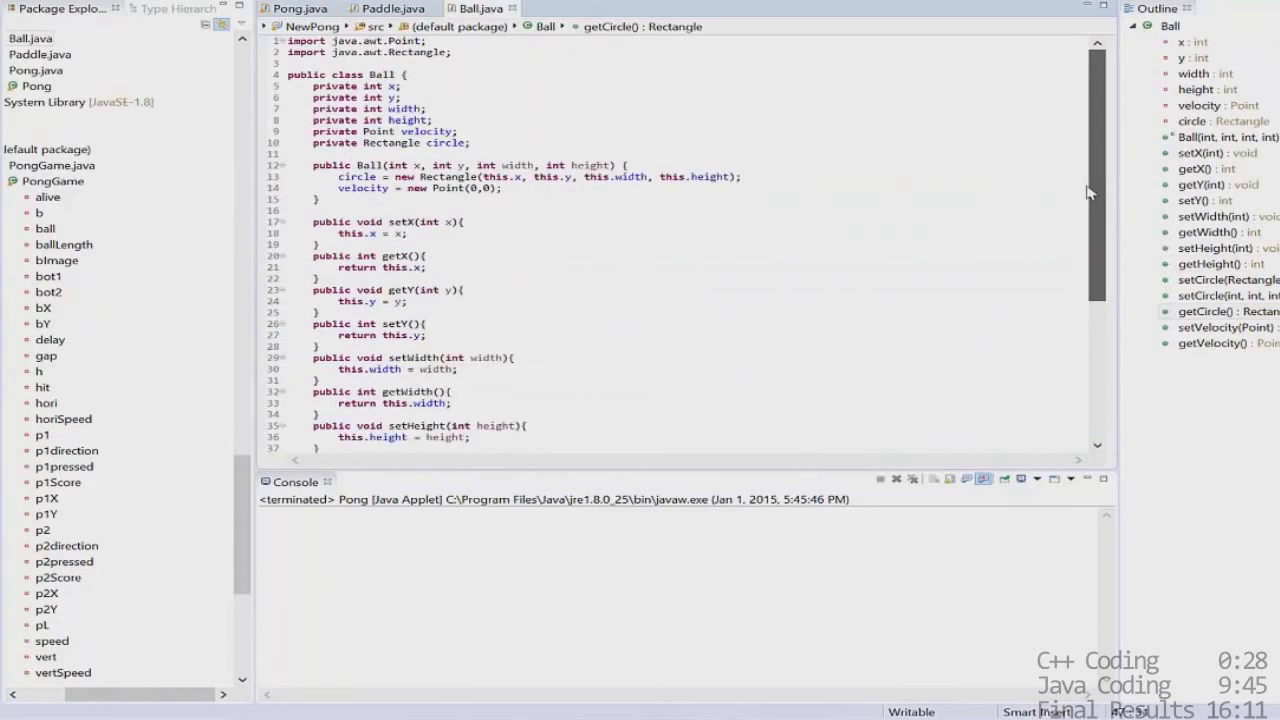 Package Explo...
Type Hierarch
Ball.java
Paddle.java
Pong.java
Pong
System Library [JavaSE-1.8]
efault package)
PongGame.java
PongGame
alive
b
ball
ballLength
bImage
bot1
bot2
bX
bY
delay
gap
h
hit
hori
horiSpeed
p1
p1direction
p1pressed
p1Score
p1X
p1Y
p2
p2direction
p2pressed
p2Score
p2X
p2Y
pL
speed
vert
vertSpeed
Pong.java Paddle.java Ball.java
NewPong src (default package) Ball getCircle() : Rectangle
1 import java.awt.Point;
2 import java.awt.Rectangle;
3
4 public class Ball {
5 private int x;
6 private int y;
7 private int width;
8 private int height;
9 private Point velocity;
10 private Rectangle circle;
11
12 public Ball(int x, int y, int width, int height) {
13 circle = new Rectangle(this.x, this.y, this.width, this.height);
14 velocity = new Point(0,0);
15 }
16
17 public void setX(int x){
18 this.x = x;
19 }
20 public int getX(){
21 return this.x;
22 }
23 public void getY(int y){
24 this.y = y;
25 }
26 public int setY(){
27 return this.y;
28 }
29 public void setWidth(int width){
30 this.width = width;
31 }
32 public int getWidth(){
33 return this.width;
34 }
35 public void setHeight(int height){
36 this.height = height;
37 }
Console
<terminated> Pong [Java Applet] C:\Program Files\Java\jre1.8.0_25\bin\javaw.exe (Jan 1, 2015, 5:45:46 PM)
Outline
Ball
x : int
y : int
width : int
height : int
velocity : Point
circle : Rectangle
Ball(int, int, int, int)
setX(int) : void
getX() : int
getY(int) : void
setY() : int
setWidth(int) : void
getWidth() : int
setHeight(int) : void
getHeight() : int
setCircle(Rectangle
setCircle(int, int, int
getCircle() : Rectan
setVelocity(Point) :
getVelocity() : Poin
C++ Coding 0:28
Java Coding 9:45
Final Results 16:11
Writable Smart Insert